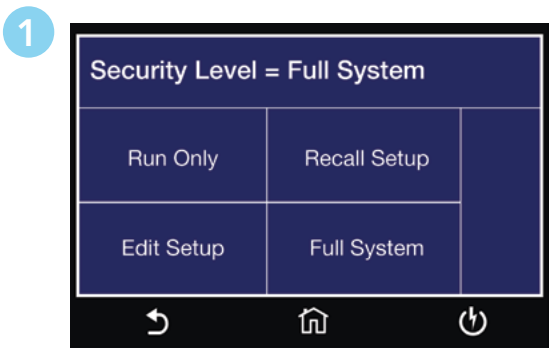 1
Security Level = Full System
Run Only
Recall Setup
Edit Setup
Full System